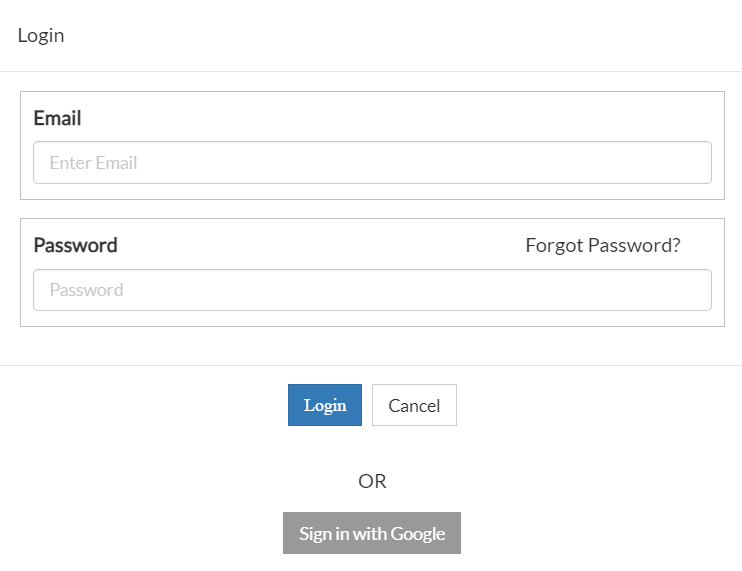 Login
Email
Enter Email
Password Forgot Password?
Password
Login Cancel
OR
Sign in with Google